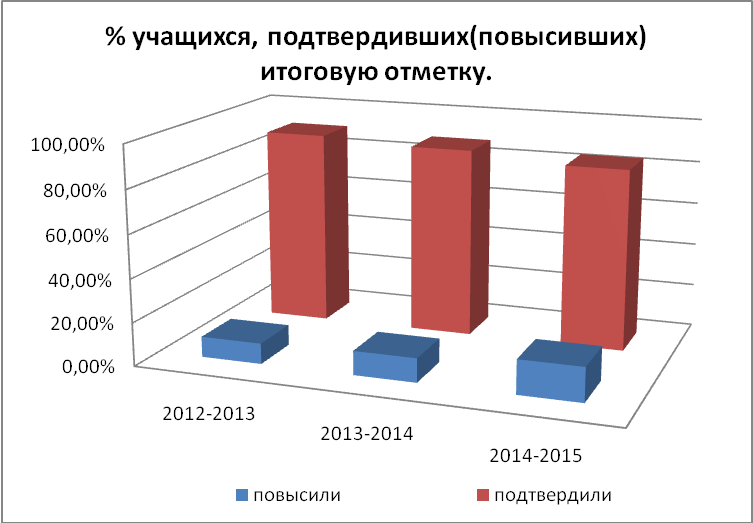 % учащихся, подтвердивших(повысивших)
итоговую отметку.
100,00%
80,00%
60,00%
40,00%
20,00%
0,00%
2012-2013
2013-2014
2014-2015
повысили
подтвердили